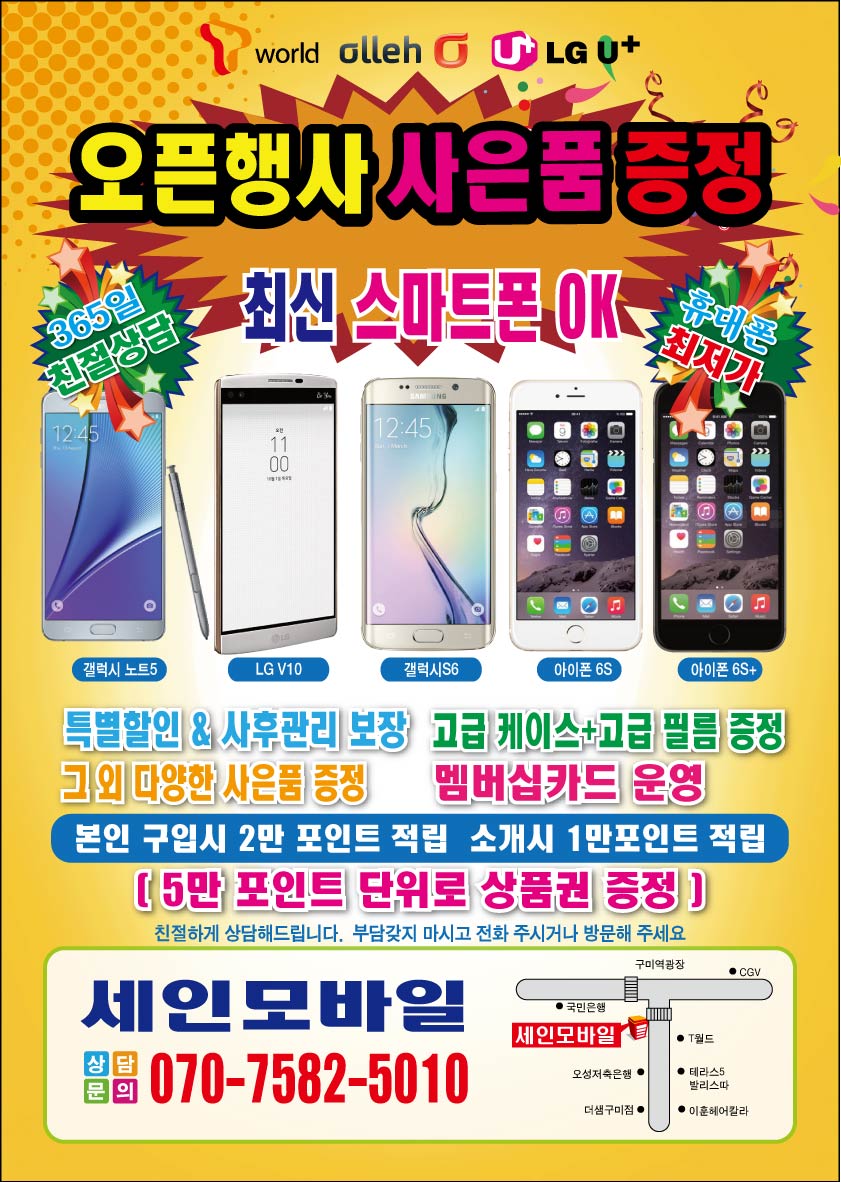 T world olleh U+ LG U+
오픈행사 사은품 증정
365일
친절상담
최신 스마트폰 OK
휴대폰
최저가
12:45
오전
11
00
LG
SAMSUNG
12:45
갤럭시 노트5
LG V10
갤럭시S6
아이폰 6S
아이폰 6S+
특별할인 & 사후관리 보장
고급 케이스+고급 필름 증정
그 외 다양한 사은품 증정
멤버십카드 운영
본인 구입시 2만 포인트 적립 소개시 1만포인트 적립
( 5만 포인트 단위로 상품권 증정 )
친절하게 상담해드립니다. 부담갖지 마시고 전화 주시거나 방문해 주세요
세인모바일
상담
문의
070-7582-5010
구미역광장
CGV
국민은행
세인모바일
T월드
오성저축은행
테라스5
발리스따
더샘구미점
이훈헤어칼라